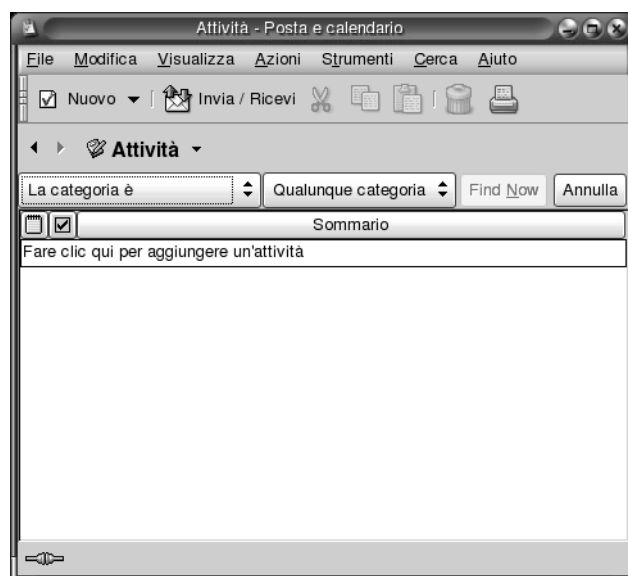 Attività - Posta e calendario
File Modifica Visualizza Azioni Strumenti Cerca Aiuto
Nuovo Invia / Ricevi
Attività
La categoria è Qualunque categoria Find Now Annulla
Sommario
Fare clic qui per aggiungere un'attività